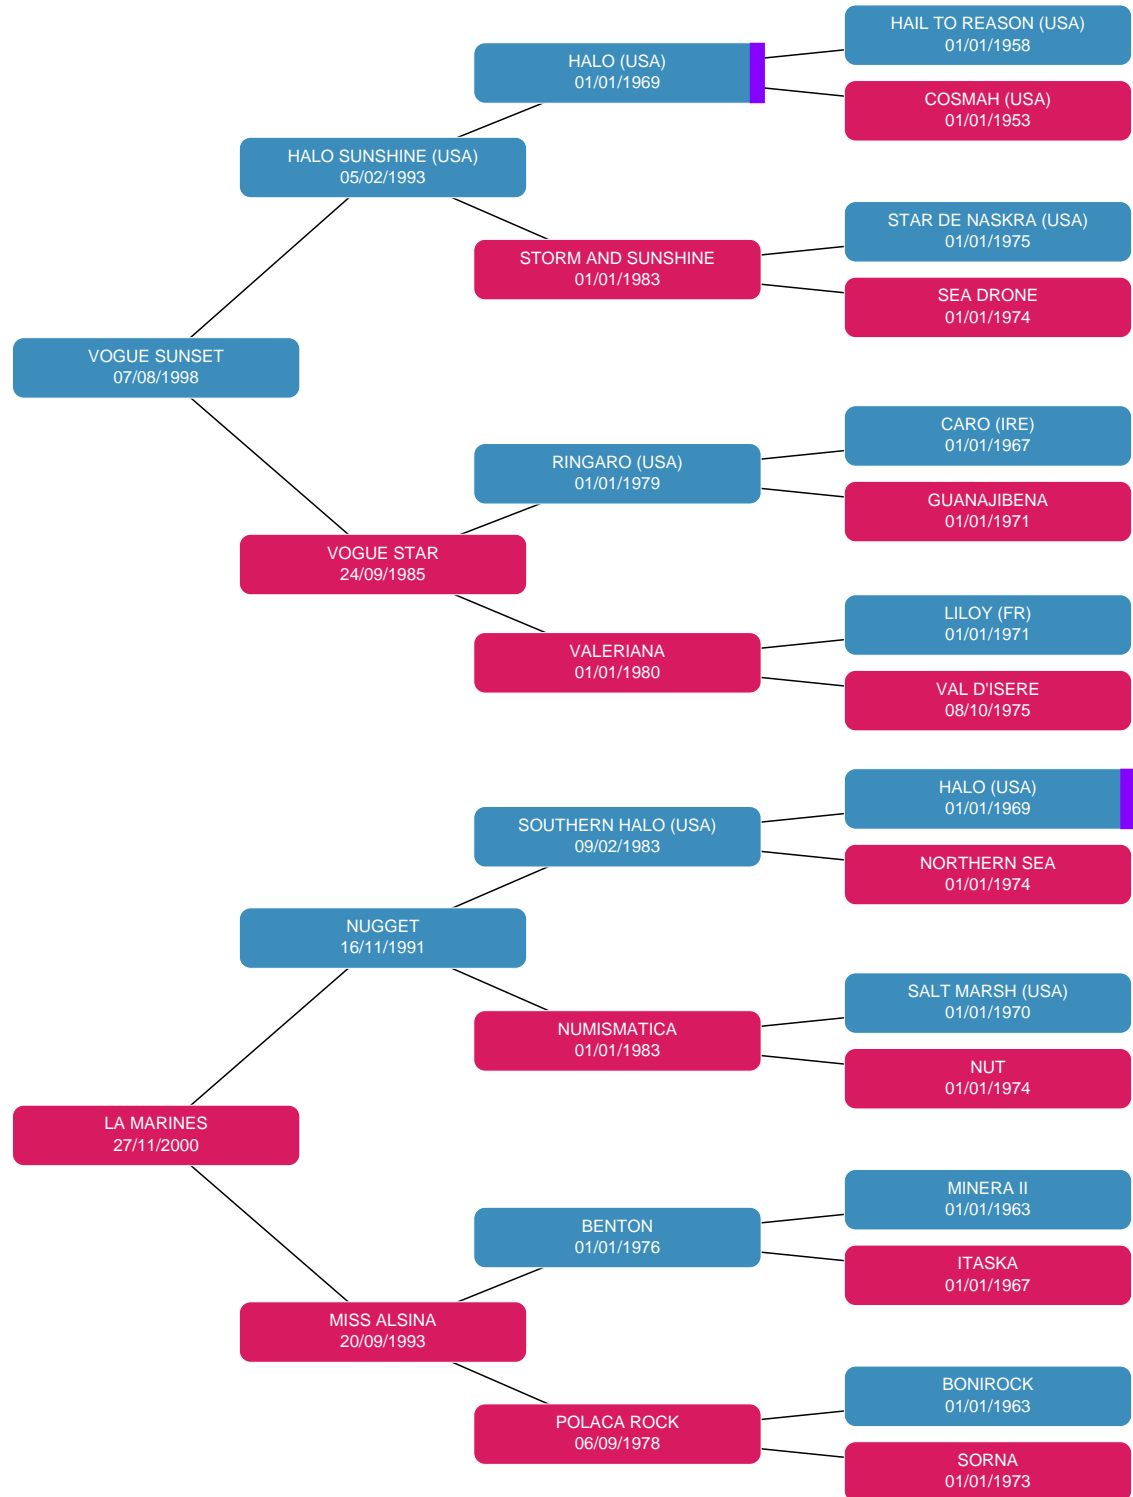 HAIL TO REASON (USA)
01/01/1958
HALO (USA)
01/01/1969
COSMAH (USA)
01/01/1953
HALO SUNSHINE (USA)
05/02/1993
STAR DE NASKRA (USA)
01/01/1975
STORM AND SUNSHINE
01/01/1983
SEA DRONE
01/01/1974
VOGUE SUNSET
07/08/1998
CARO (IRE)
01/01/1967
RINGARO (USA)
01/01/1979
GUANAJIBENA
01/01/1971
VOGUE STAR
24/09/1985
LILOY (FR)
01/01/1971
VALERIANA
01/01/1980
VAL D'ISERE
08/10/1975
HALO (USA)
01/01/1969
SOUTHERN HALO (USA)
09/02/1983
NORTHERN SEA
01/01/1974
NUGGET
16/11/1991
SALT MARSH (USA)
01/01/1970
NUMISMATICA
01/01/1983
NUT
01/01/1974
LA MARINES
27/11/2000
MINERA II
01/01/1963
BENTON
01/01/1976
ITASKA
01/01/1967
MISS ALSINA
20/09/1993
BONIROCK
01/01/1963
POLACA ROCK
06/09/1978
SORNA
01/01/1973